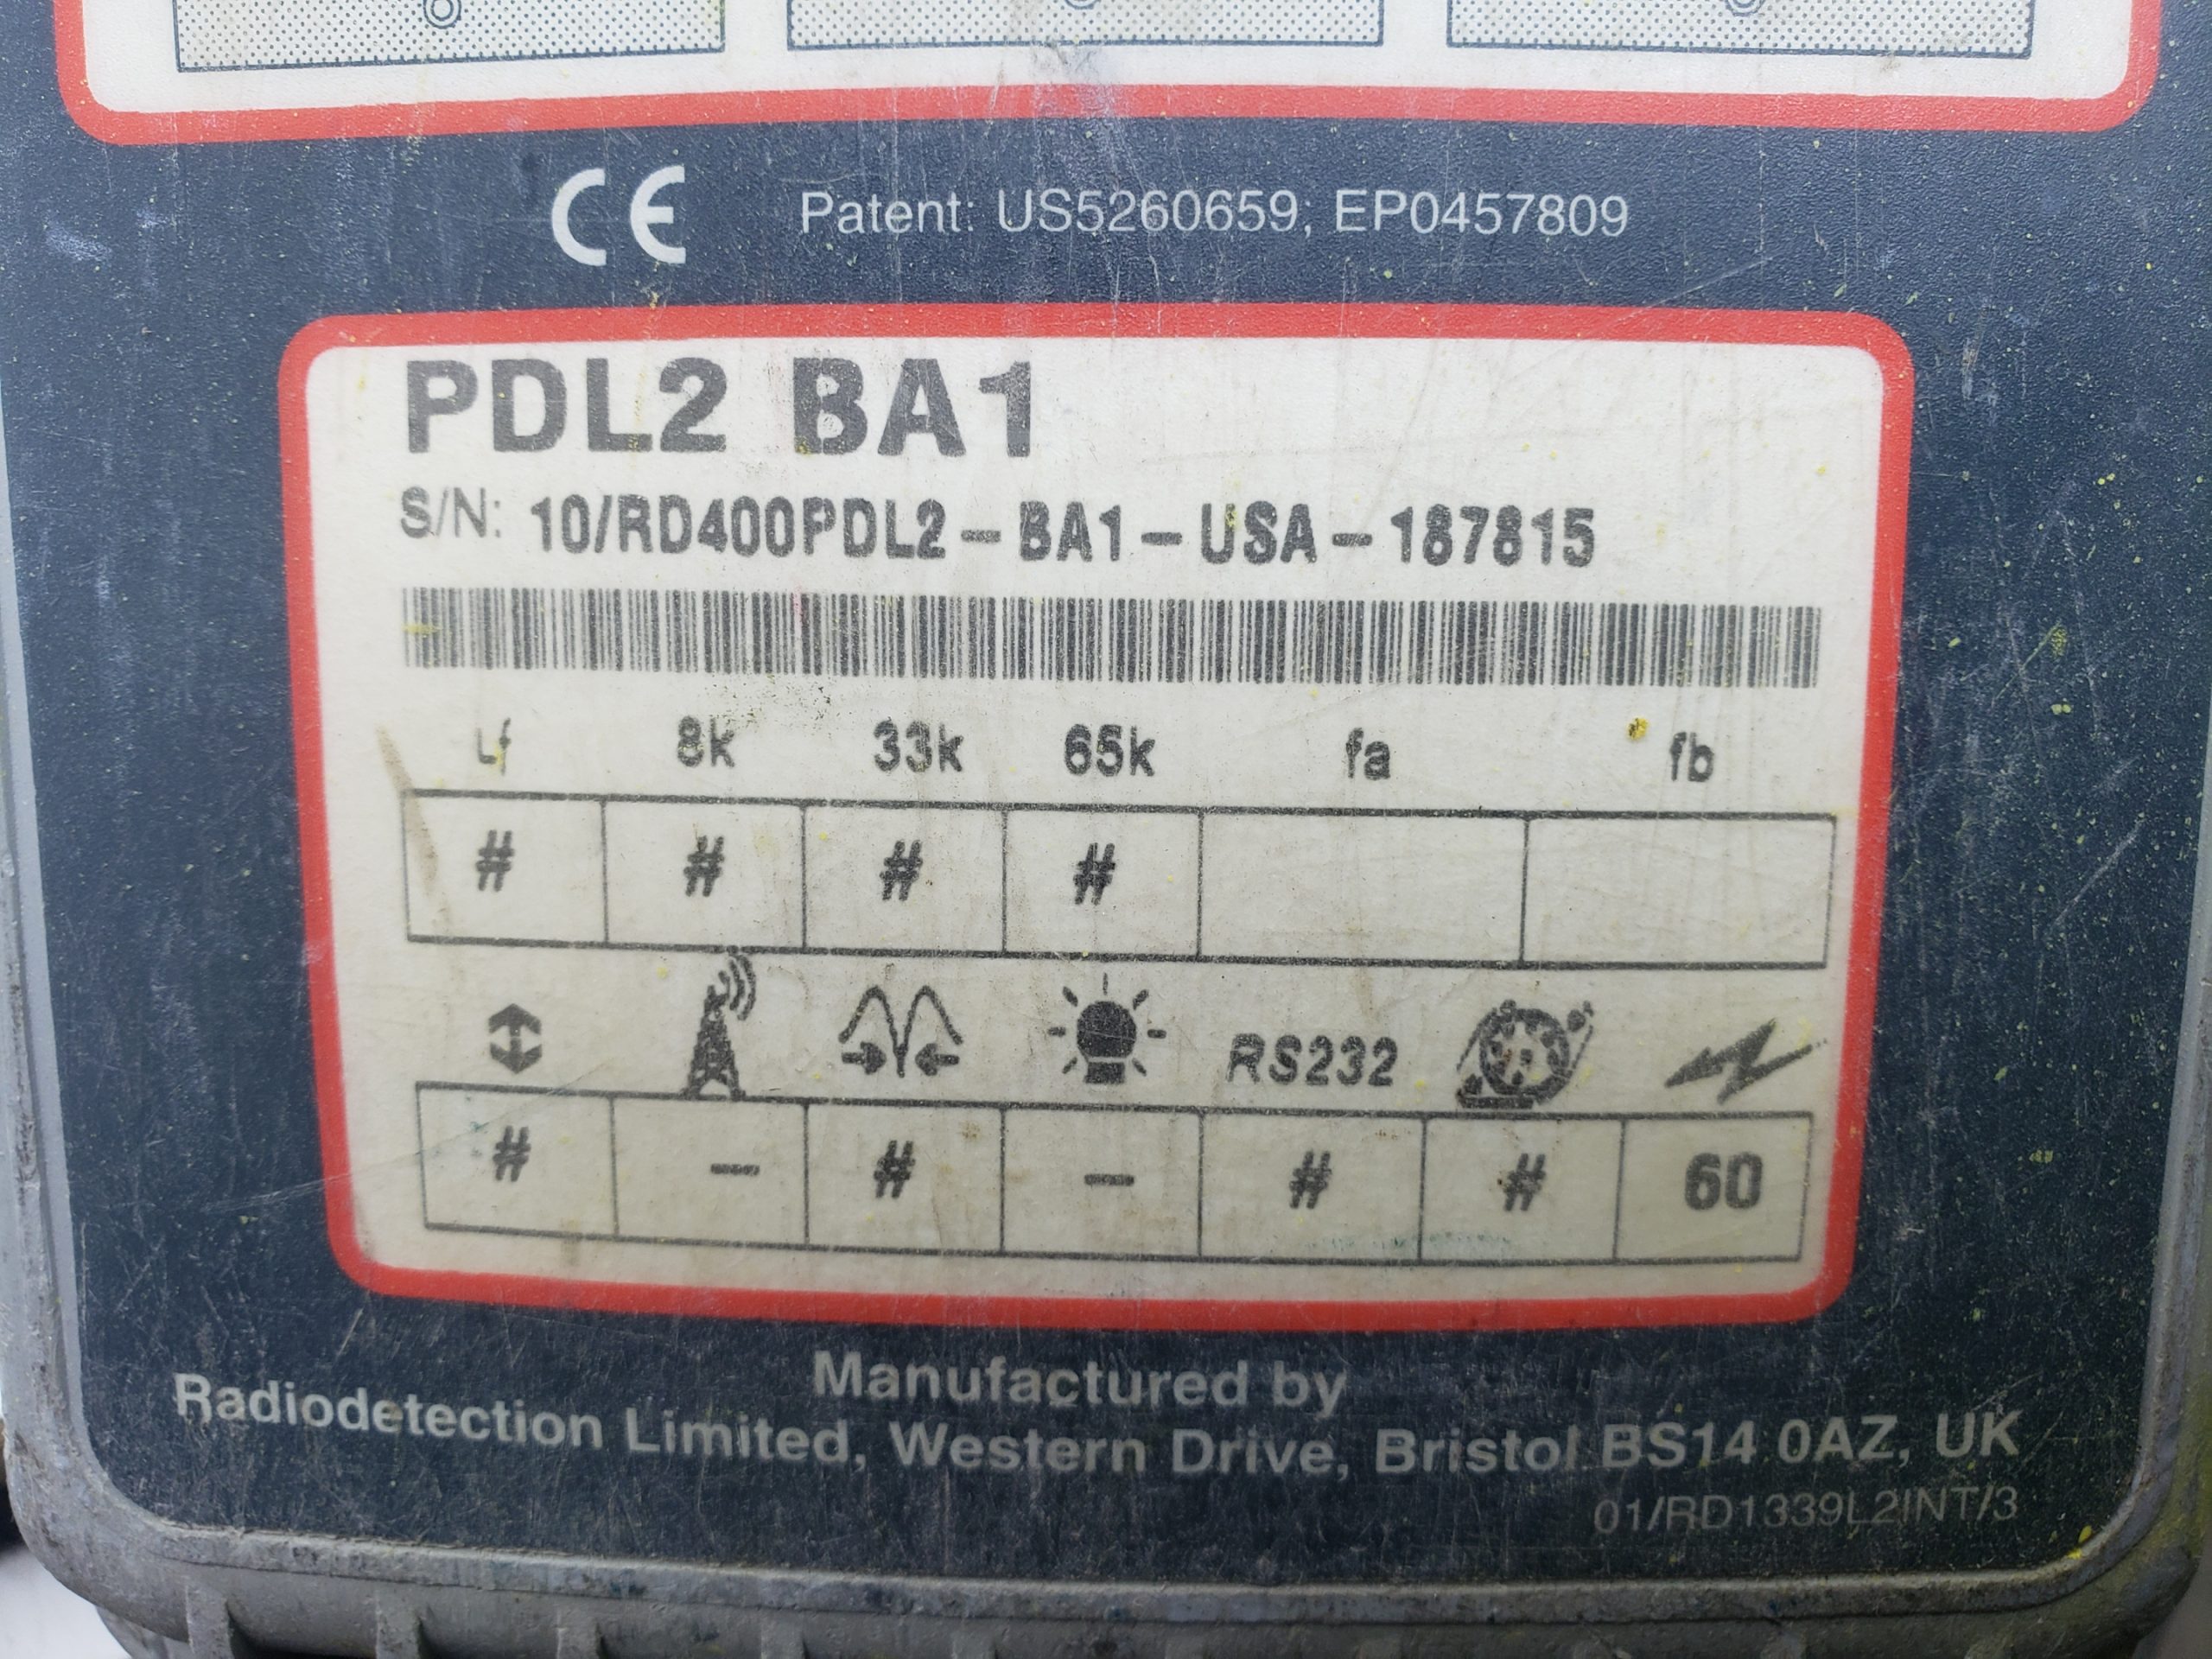 CE Patent: US5260659; EP0457809
PDL2 BA1
S/N: 10/RD400PDL2-BA1-USA-187815
Lf 8k 33k 65k fa fb
# # # #
RS232
# - # - # # 60
Manufactured by
Radiodetection Limited, Western Drive, Bristol BS14 0AZ, UK
01/RD1339L2INT/3